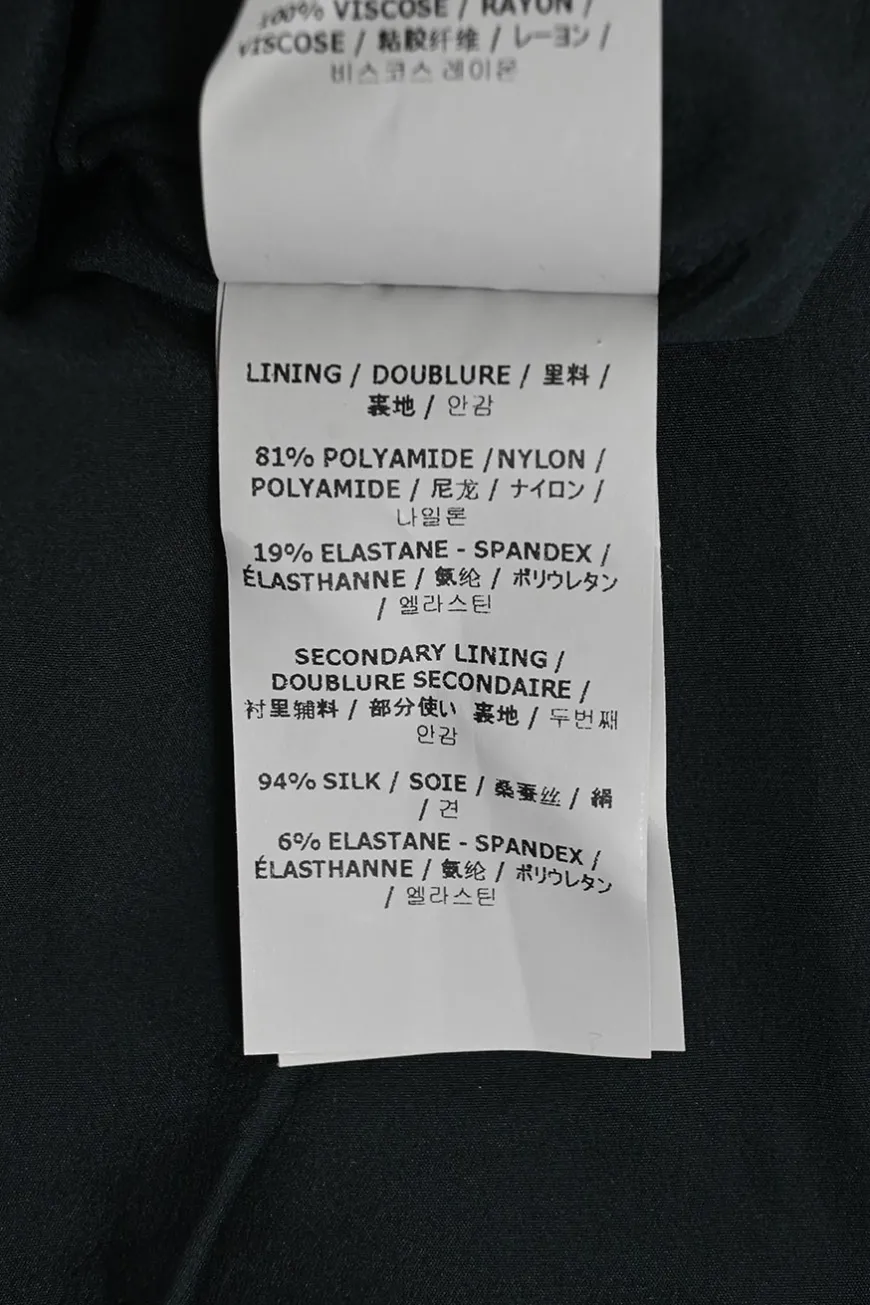 100% VISCOSE / RAYON /
VISCOSE / 粘胶纤维 / レーヨン /
비스코스 레이온
LINING / DOUBLURE / 里料 /
裏地 / 안감
81% POLYAMIDE /NYLON /
POLYAMIDE / 尼龙 / ナイロン /
나일론
19% ELASTANE - SPANDEX /
ÉLASTHANNE / 氨纶 / ポリウレタン
/ 엘라스틴
SECONDARY LINING /
DOUBLURE SECONDAIRE /
衬里辅料 / 部分使い 裏地 / 두번째
안감
94% SILK / SOIE / 桑蚕丝 / 絹
/ 견
6% ELASTANE - SPANDEX /
ÉLASTHANNE / 氨纶 / ポリウレタン
/ 엘라스틴